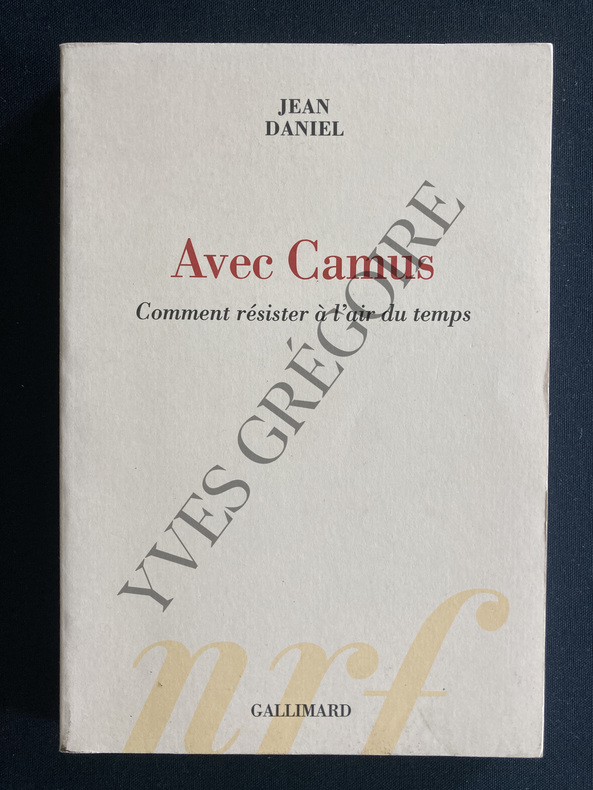 JEAN
DANIEL
Avec Camus
Comment résister à l'air du temps
YVES GRÉGOIRE
nrf
GALLIMARD